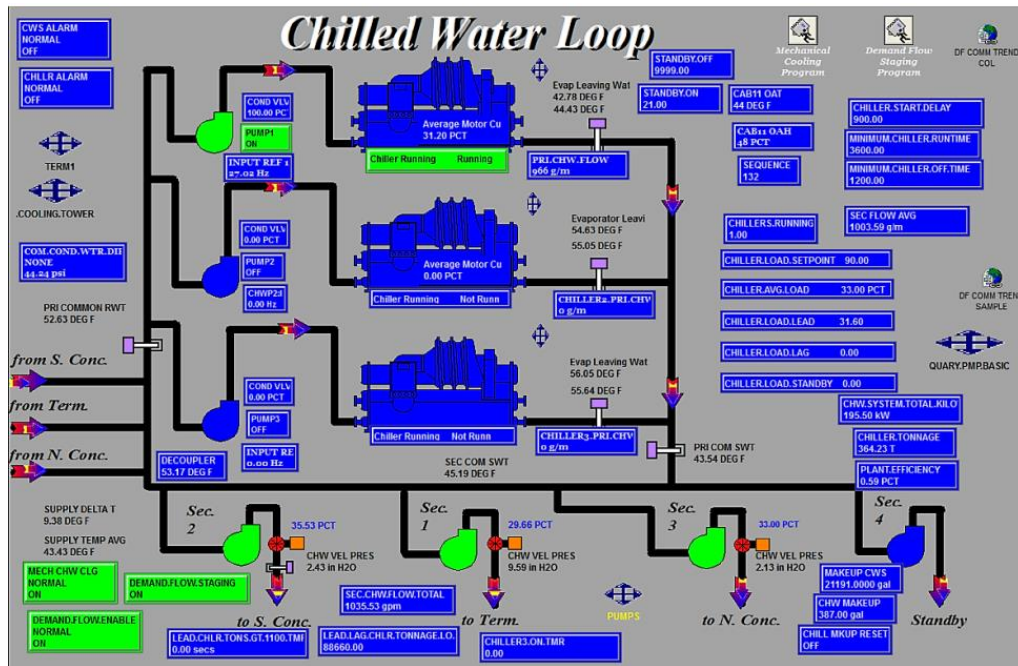 Chilled Water Loop
CWS ALARM
NORMAL
OFF
CHLLR ALARM
NORMAL
OFF
TERM1
.COOLING.TOWER
COM.COND.WTR.DII
NONE
44.24 psi
PRI COMMON RWT
52.63 DEG F
from S. Conc.
from Term.
from N. Conc.
COND VLV
100.00 PCT
PUMP1
ON
INPUT REF 1
27.02 Hz
Average Motor Cu
31.20 PCT
Chiller Running Running
Evap Leaving Wat
42.78 DEG F
44.43 DEG F
PRI.CHW.FLOW
966 g/m
COND VLV
0.00 PCT
PUMP2
OFF
CHWP2:I
0.00 Hz
Average Motor Cu
0.00 PCT
Chiller Running Not Runn
Evaporator Leavi
54.63 DEG F
55.05 DEG F
CHILLER2.PRI.CHV
0 g/m
COND VLV
0.00 PCT
PUMP3
OFF
INPUT RE
0.00 Hz
Chiller Running Not Runn
Evap Leaving Wat
56.05 DEG F
55.64 DEG F
CHILLER3.PRI.CHV
0 g/m
DECOUPLER
53.17 DEG F
SEC COM SWT
45.19 DEG F
PRI COM SWT
43.54 DEG F
STANDBY.OFF
9999.00
STANDBY.ON
21.00
CAB11 OAT
44 DEG F
CAB11 OAH
48 PCT
SEQUENCE
132
Mechanical
Cooling
Program
Demand Flow
Staging
Program
DF COMM TREND
COL
CHILLER.START.DELAY
900.00
MINIMUM.CHILLER.RUNTIME
3600.00
MINIMUM.CHILLER.OFF.TIME
1200.00
CHILLERS.RUNNING
1.00
SEC FLOW AVG
1003.59 g/m
CHILLER.LOAD.SETPOINT 90.00
CHILLER.AVG.LOAD 33.00 PCT
CHILLER.LOAD.LEAD 31.60
CHILLER.LOAD.LAG 0.00
CHILLER.LOAD.STANDBY 0.00
DF COMM TREND
SAMPLE
QUARY.PMP.BASIC
CHW.SYSTEM.TOTAL.KILO
195.50 kW
CHILLER.TONNAGE
364.23 T
PLANT.EFFICIENCY
0.59 PCT
SUPPLY DELTA T
9.38 DEG F
SUPPLY TEMP AVG
43.43 DEG F
MECH CHW CLG
NORMAL
ON
DEMAND.FLOW.STAGING
ON
DEMAND.FLOW.ENABLE
NORMAL
ON
Sec.
2
35.53 PCT
CHW VEL PRES
2.43 in H2O
to S. Conc.
Sec.
1
29.66 PCT
CHW VEL PRES
9.59 in H2O
to Term.
Sec.
3
33.00 PCT
CHW VEL PRES
2.13 in H2O
to N. Conc.
Sec.
4
Standby
SEC.CHW.FLOW.TOTAL
1035.53 gpm
PUMPS
LEAD.CHLR.TONS.GT.1100.TMI
0.00 secs
LEAD.LAG.CHLR.TONNAGE.LO.
88660.00
CHILLER3.ON.TMR
0.00
MAKEUP CWS
21191.0000 gal
CHW MAKEUP
387.00 gal
CHILL MKUP RESET
OFF